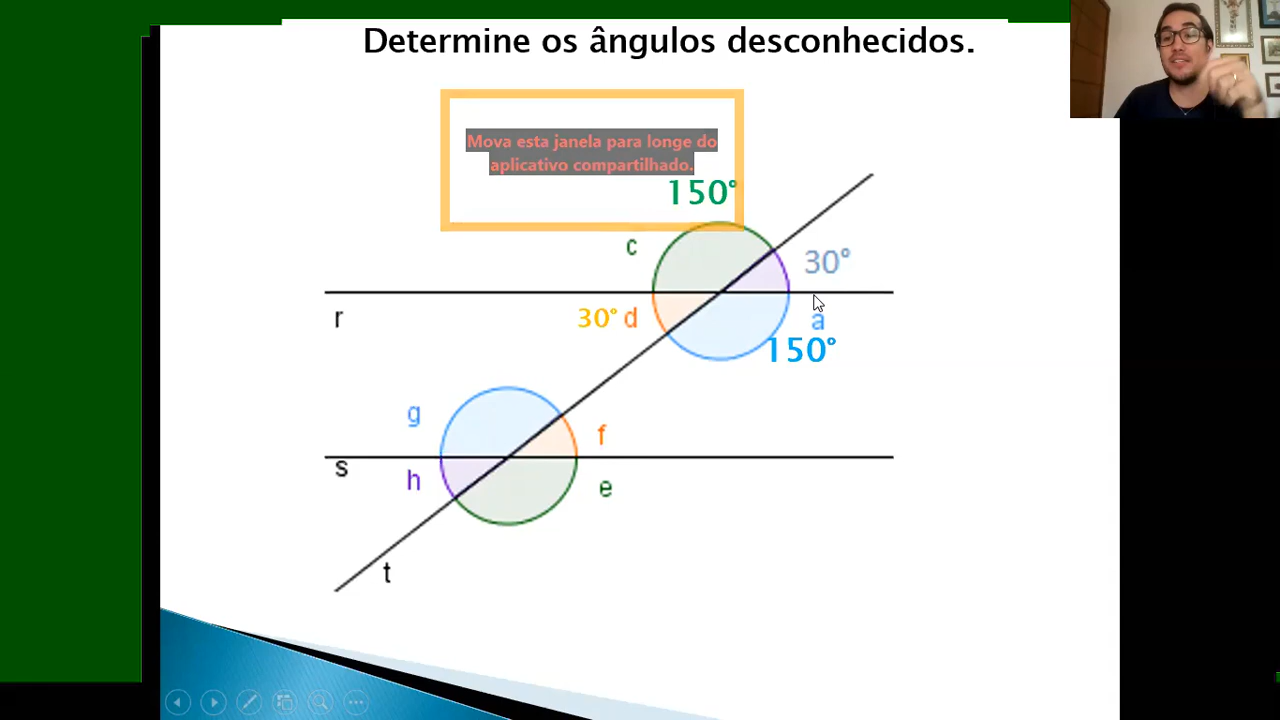 Determine os ângulos desconhecidos.
Mova esta janela para longe do
aplicativo compartilhado.
150°
c
30°
r
30° d
a
150°
g
f
s
h
e
t